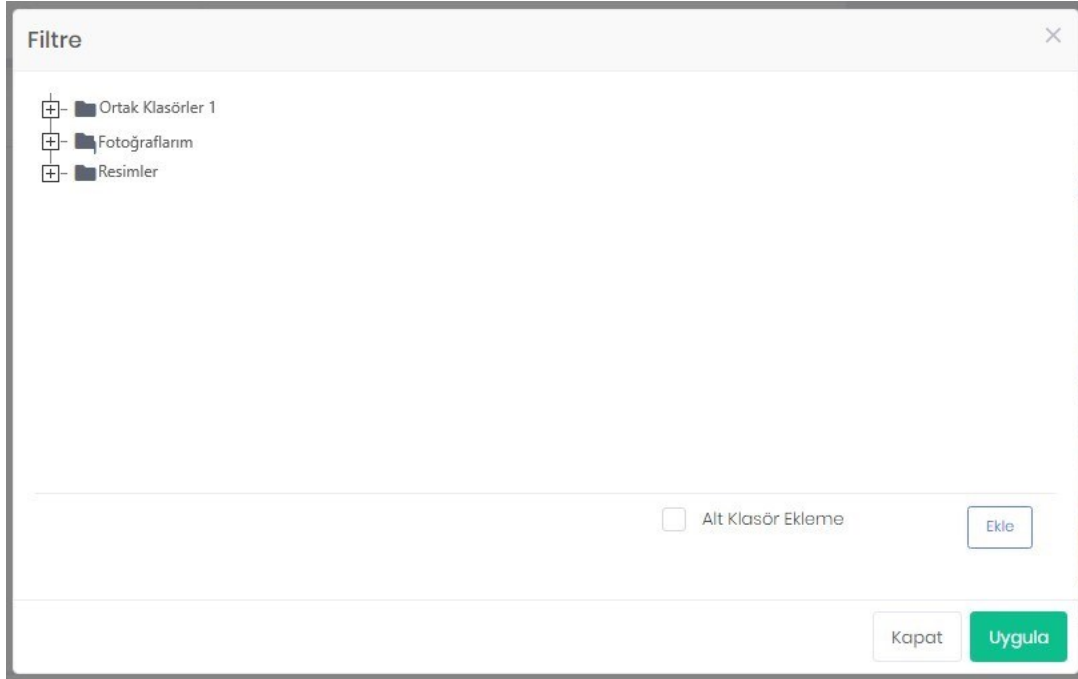 Filtre
Ortak Klasörler 1
Fotoğraflarım
Resimler
Alt Klasör Ekleme
Ekle
Kapat
Uygula